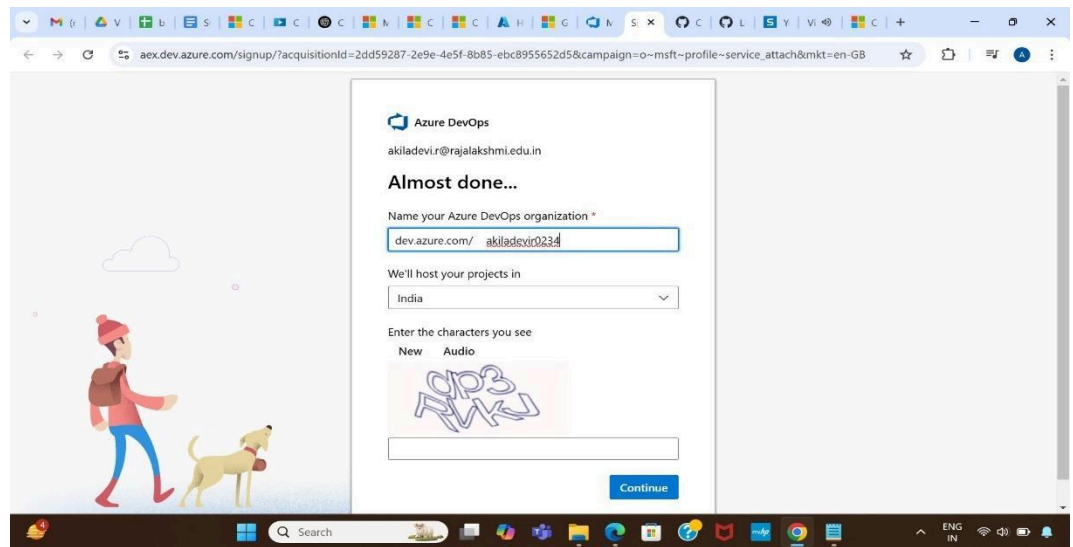 aex.dev.azure.com/signup/?acquisitionId=2dd59287-2e9e-4e5f-8b85-ebc8955652d5&campaign=o~msft~profile~service_attach&mkt=en-GB
Azure DevOps
akiladevi.r@rajalakshmi.edu.in
Almost done...
Name your Azure DevOps organization *
dev.azure.com/ akiladevir0234
We'll host your projects in
India
Enter the characters you see
New Audio
Continue
Search
ENG
IN